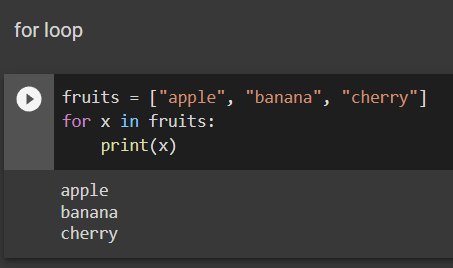 for loop
fruits = ["apple", "banana", "cherry"]
for x in fruits:
    print(x)
apple
banana
cherry